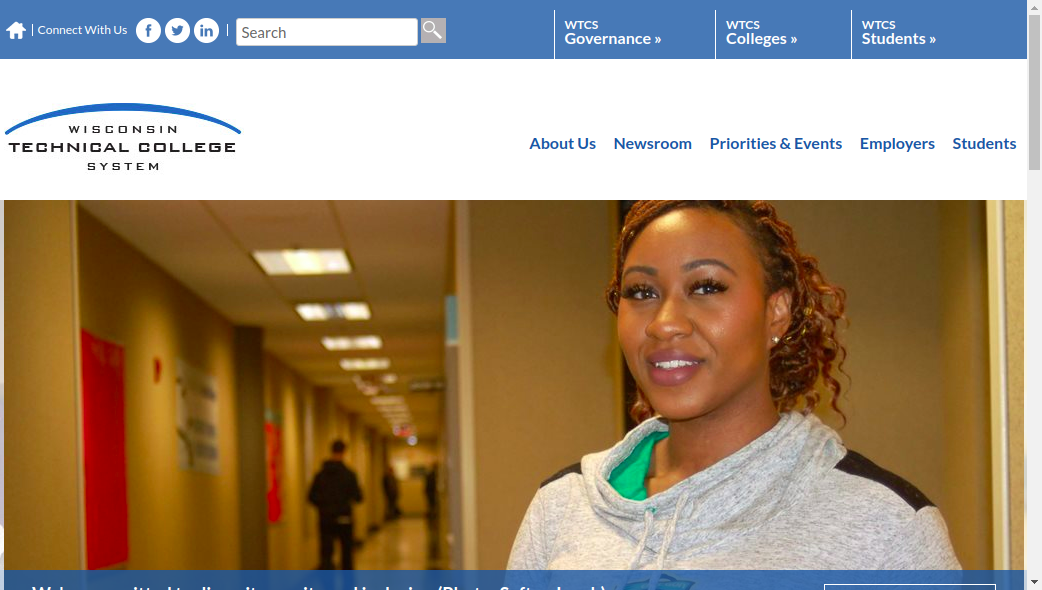 Connect With Us
Search
WTCS
Governance »
WTCS
Colleges »
WTCS
Students »
WISCONSIN
TECHNICAL COLLEGE
SYSTEM
About Us
Newsroom
Priorities & Events
Employers
Students